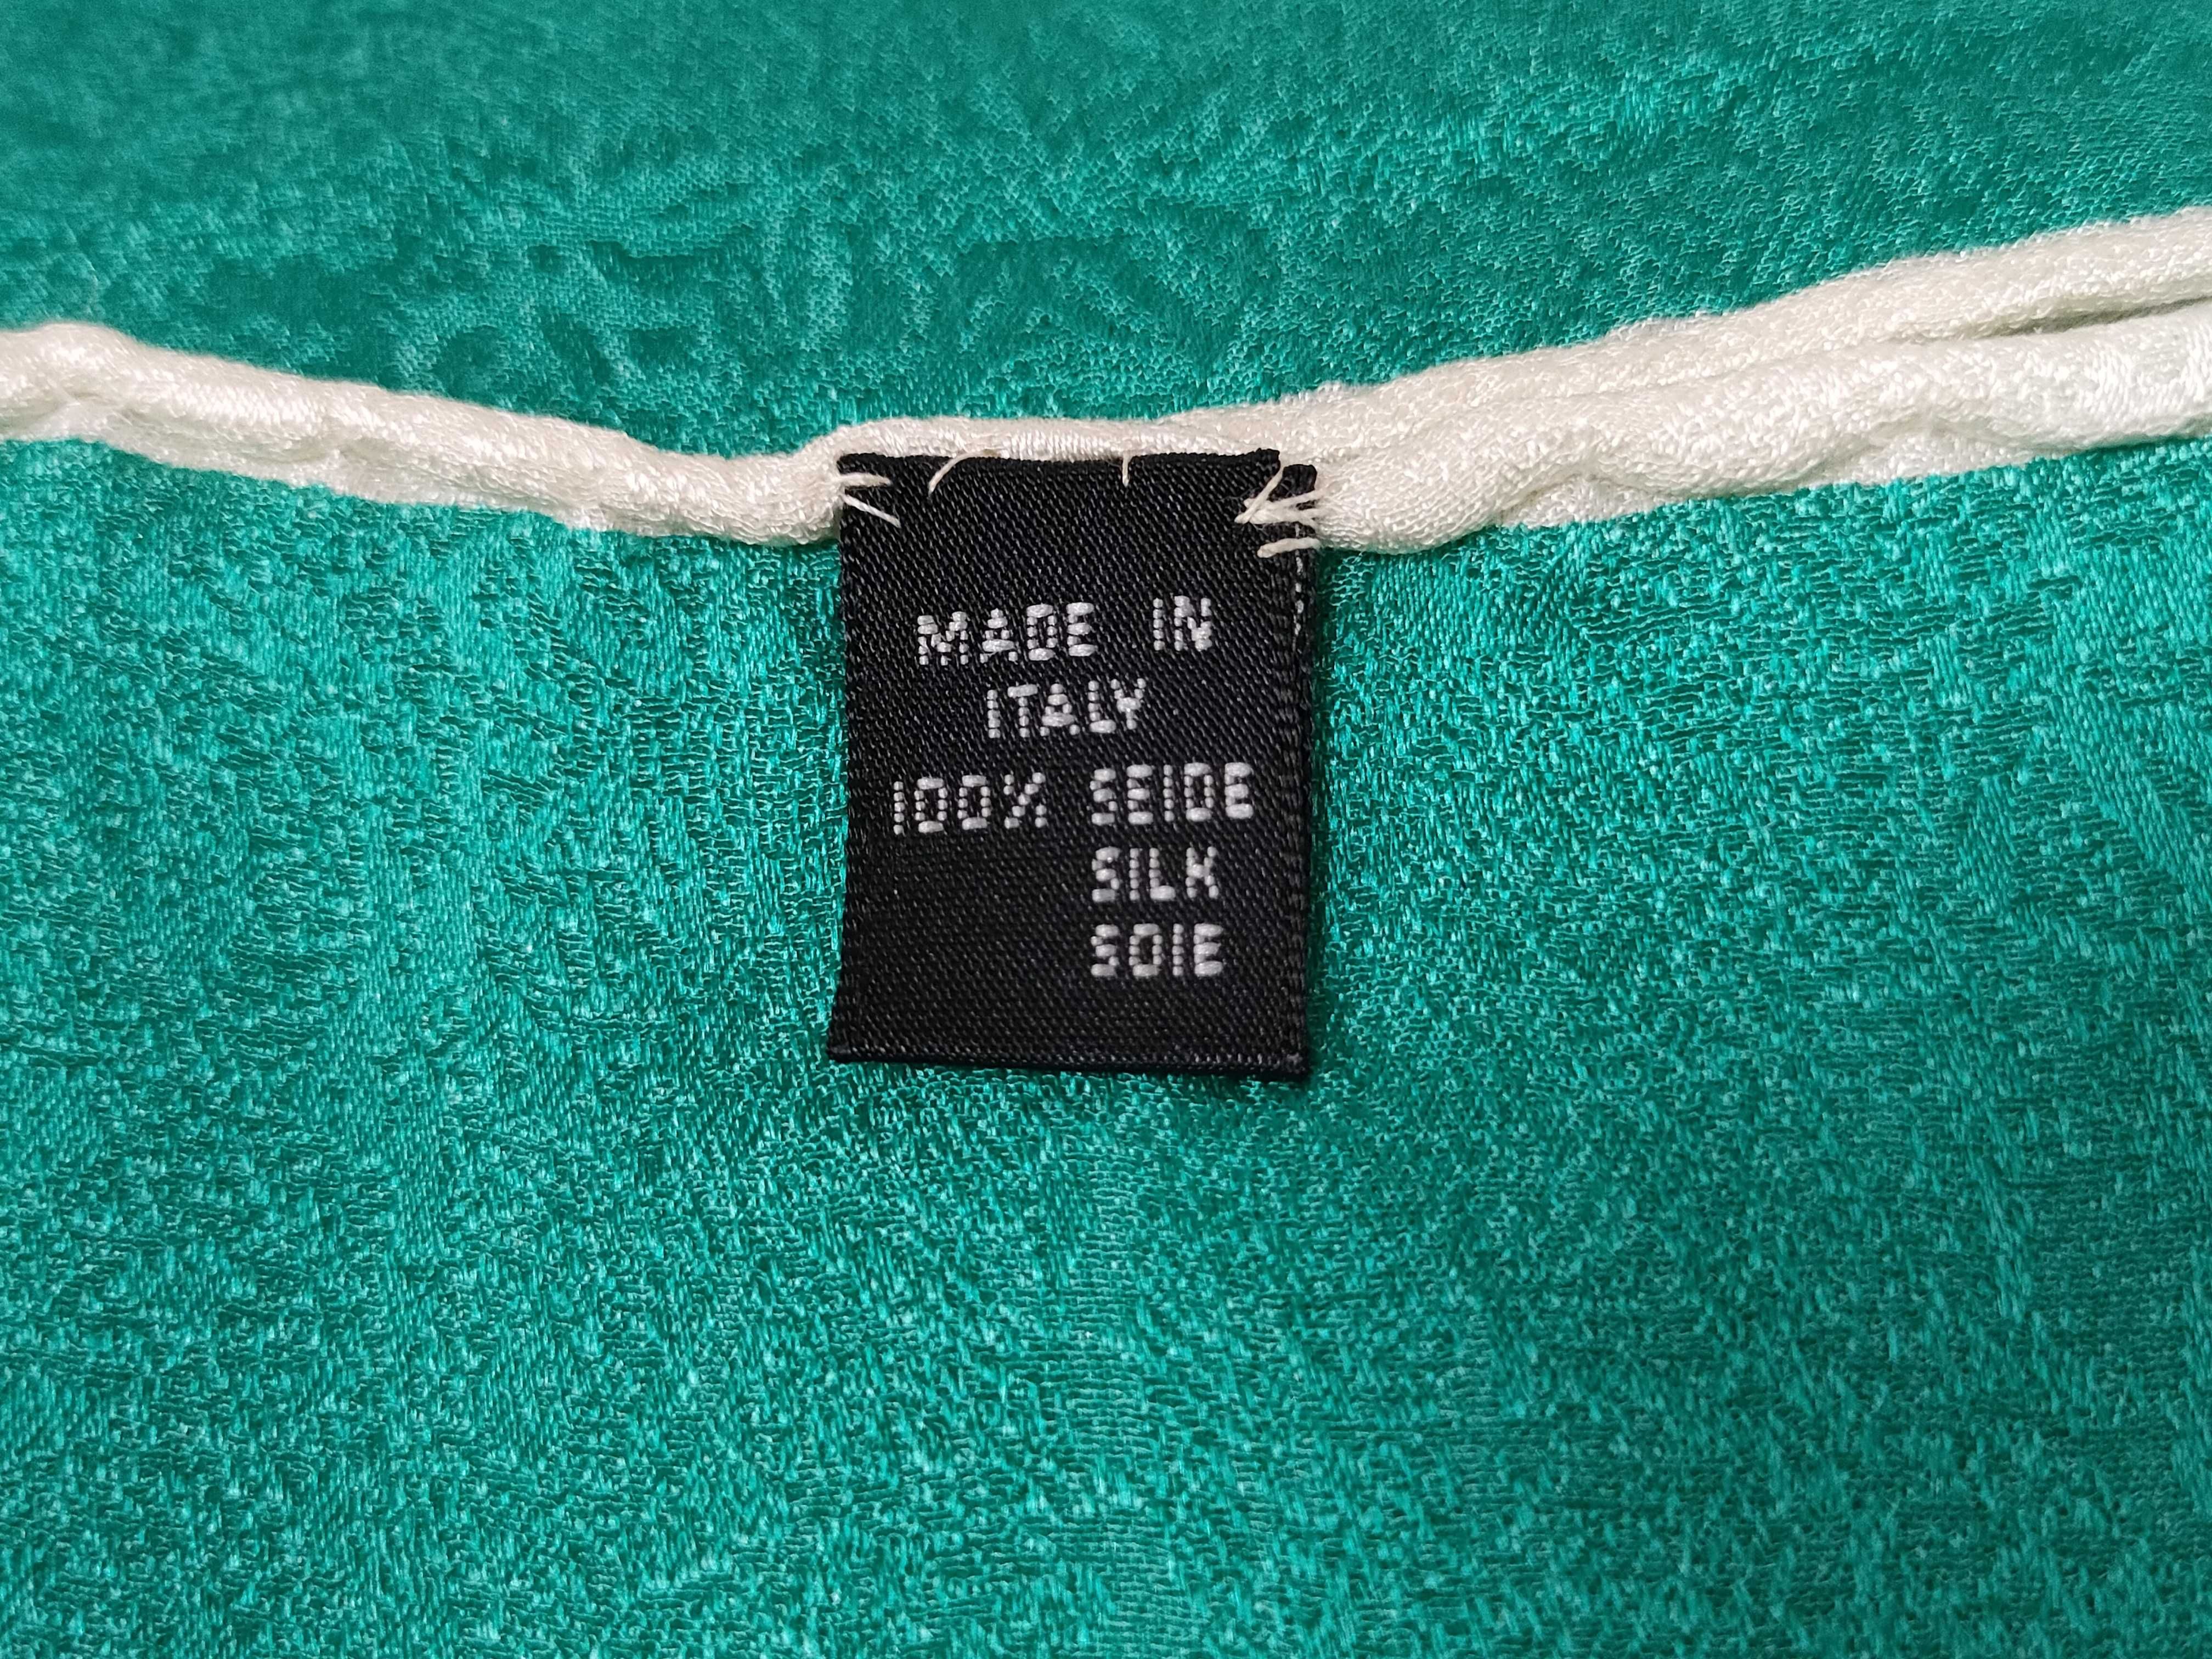 MADE IN
ITALY
100% SEIDE
SILK
SOIE